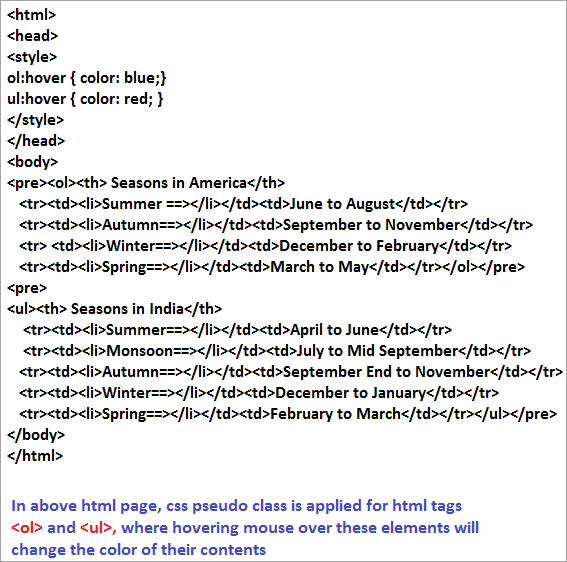 <html>
<head>
<style>
ol:hover { color: blue;}
ul:hover { color: red; }
</style>
</head>
<body>
<pre><ol><th> Seasons in America</th>
<tr><td><li>Summer ==></li></td><td>June to August</td></tr>
<tr><td><li>Autumn==></li></td><td>September to November</td></tr>
<tr> <td><li>Winter==></li></td><td>December to February</td></tr>
<tr><td><li>Spring==></li></td><td>March to May</td></tr></ol></pre>
<pre>
<ul><th> Seasons in India</th>
<tr><td><li>Summer==></li></td><td>April to June</td></tr>
<tr><td><li>Monsoon==></li></td><td>July to Mid September</td></tr>
<tr><td><li>Autumn==></li></td><td>September End to November</td></tr>
<tr><td><li>Winter==></li></td><td>December to January</td></tr>
<tr><td><li>Spring==></li></td><td>February to March</td></tr></ul></pre>
</body>
</html>
In above html page, css pseudo class is applied for html tags
<ol> and <ul>, where hovering mouse over these elements will
change the color of their contents